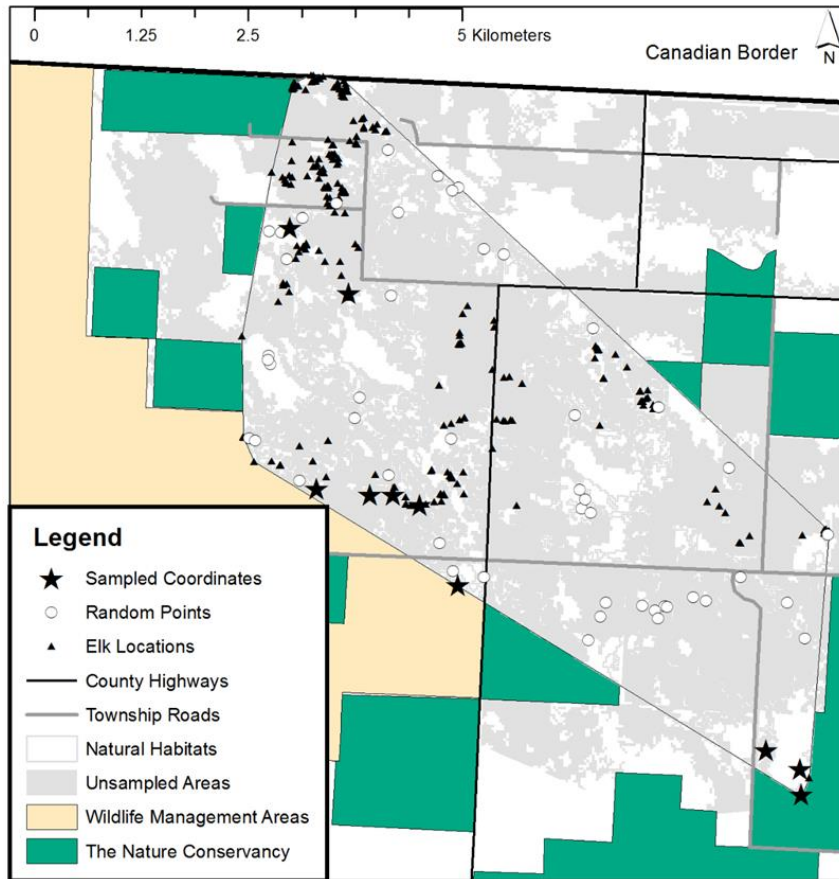 0 1.25 2.5 5 Kilometers
Canadian Border
N
Legend
Sampled Coordinates
Random Points
Elk Locations
County Highways
Township Roads
Natural Habitats
Unsampled Areas
Wildlife Management Areas
The Nature Conservancy